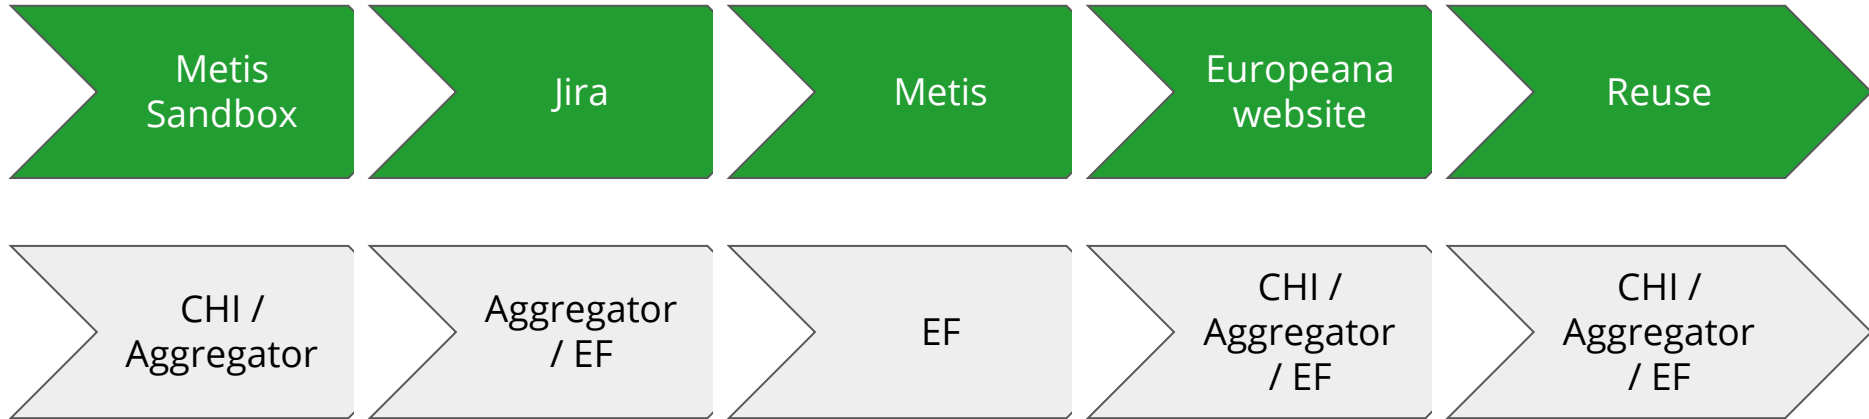 Metis
Sandbox
Jira
Metis
Europeana
website
Reuse
CHI /
Aggregator
Aggregator
/ EF
EF
CHI /
Aggregator
/ EF
CHI /
Aggregator
/ EF